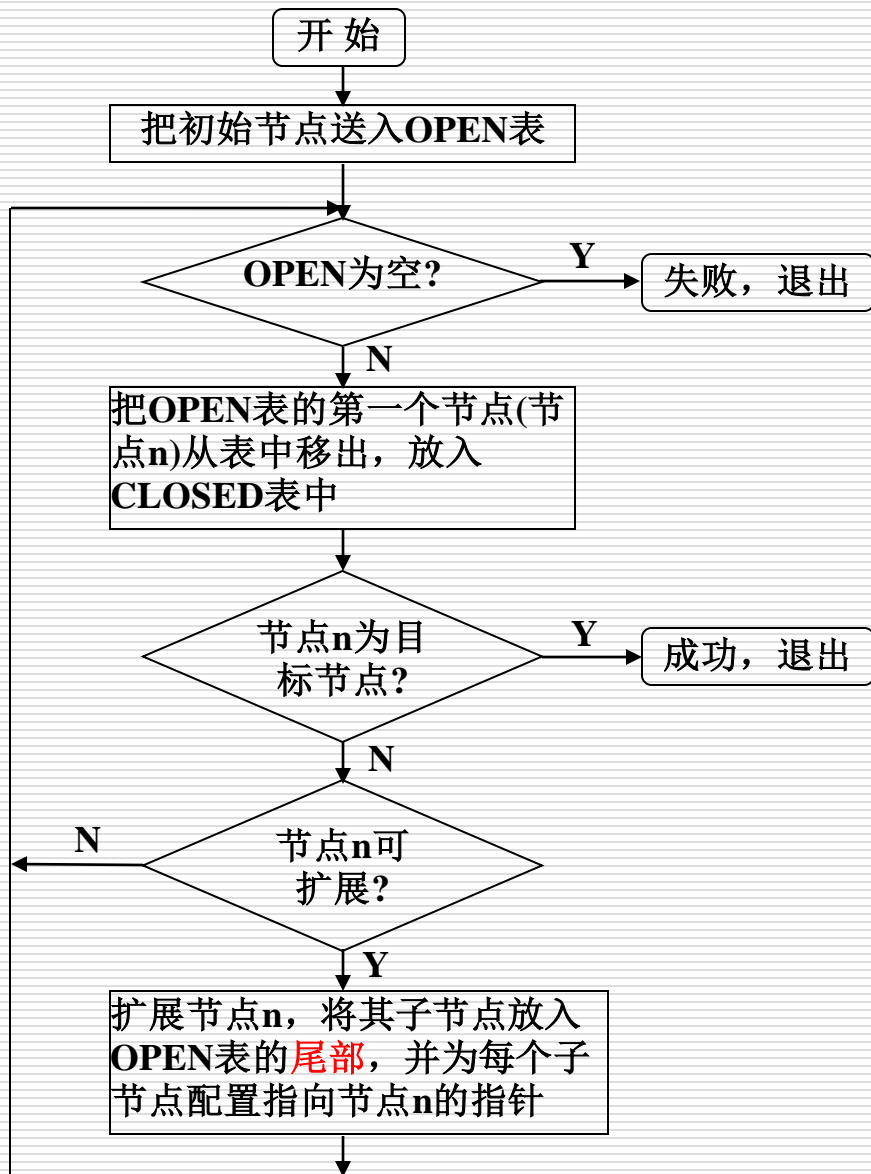 开 始
把初始节点送入OPEN表
OPEN为空?
Y
失败，退出
N
把OPEN表的第一个节点(节
点n)从表中移出，放入
CLOSED表中
节点n为目
标节点?
Y
成功，退出
N
节点n可
扩展?
N
Y
扩展节点n，将其子节点放入
OPEN表的尾部，并为每个子
节点配置指向节点n的指针